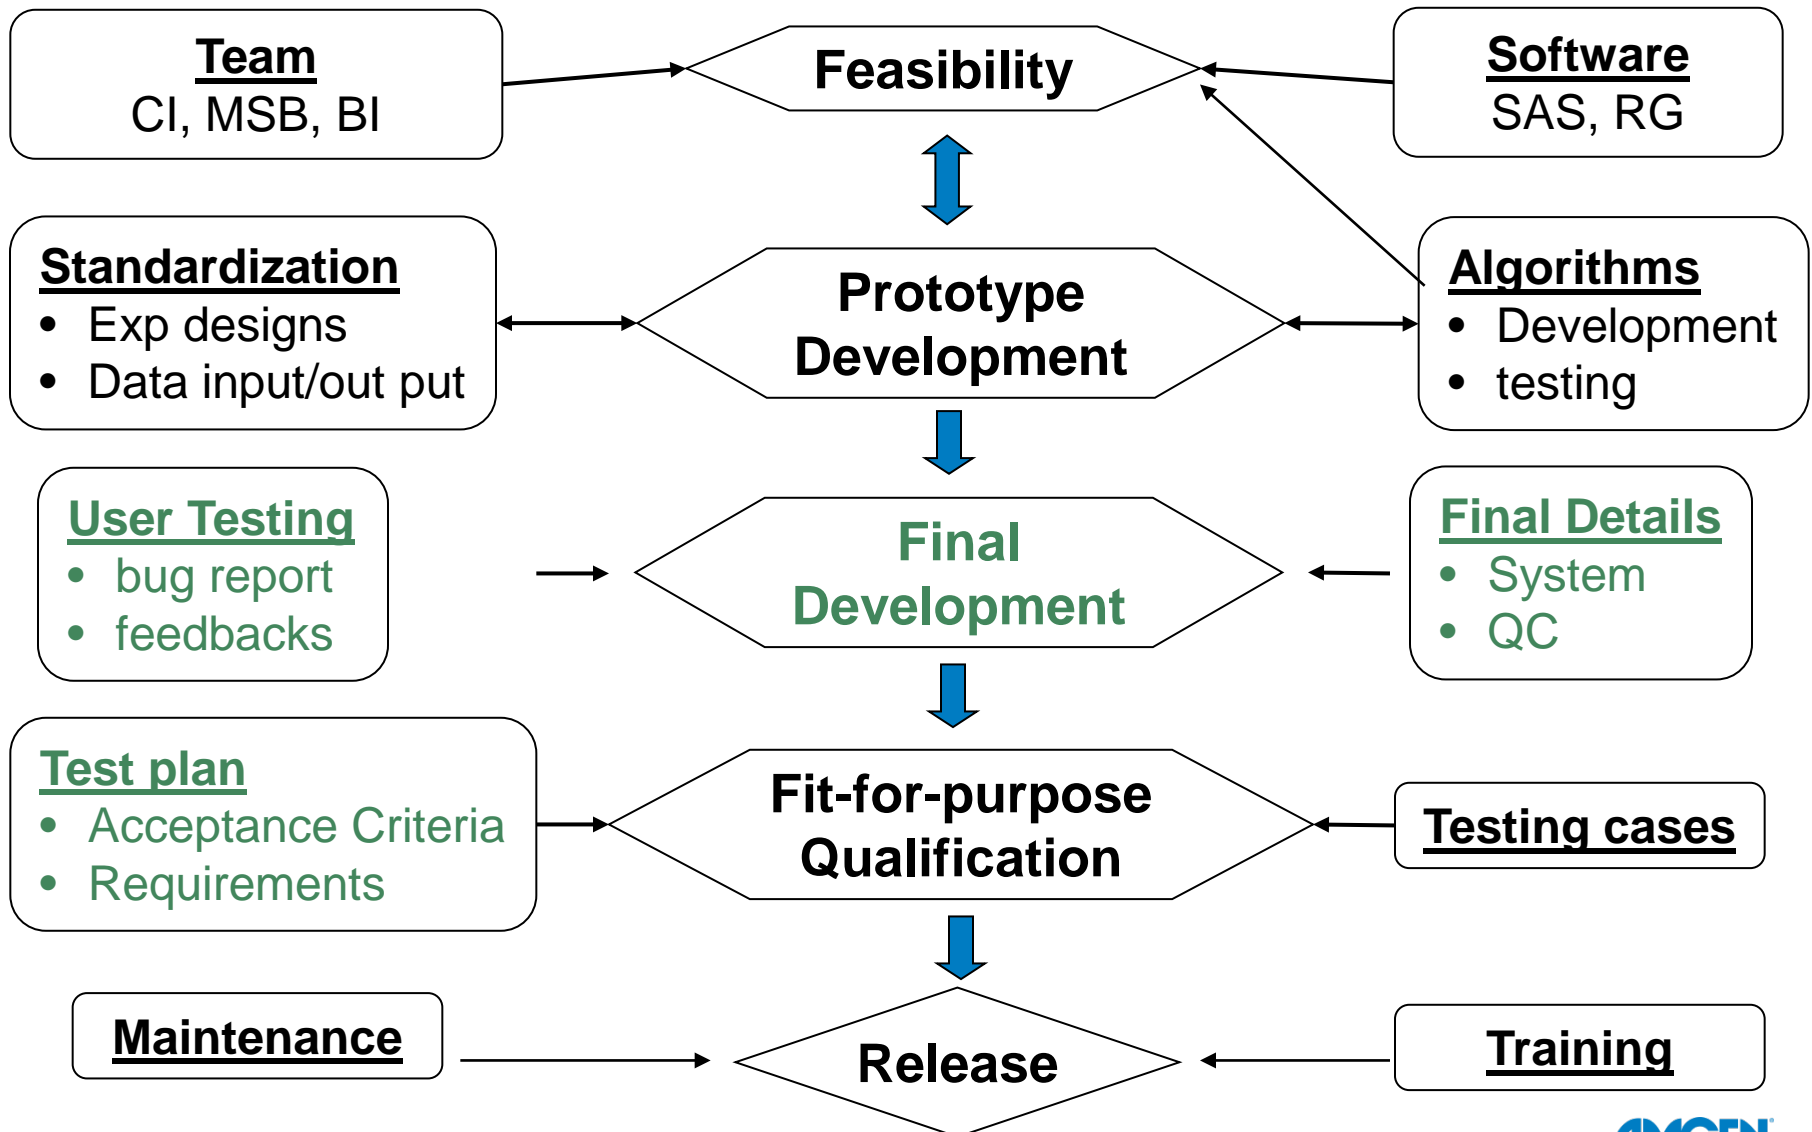 Team
CI, MSB, BI
Feasibility
Software
SAS, RG
Standardization
• Exp designs
• Data input/out put
Prototype
Development
Algorithms
• Development
• testing
User Testing
• bug report
• feedbacks
Final
Development
Final Details
• System
• QC
Test plan
• Acceptance Criteria
• Requirements
Fit-for-purpose
Qualification
Testing cases
Maintenance
Release
Training
AMGEN®